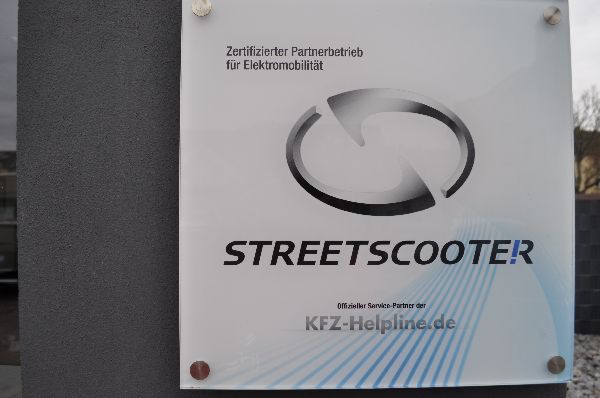 Zertifizierter Partnerbetrieb
für Elektromobilität
STREETSCOOTER
Offizieller Service-Partner der
KFZ-Helpline.de